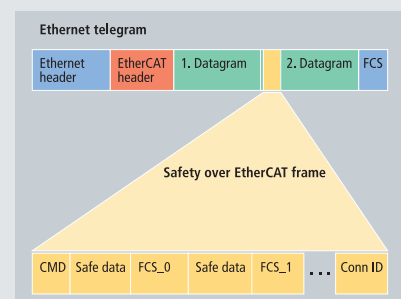 Ethernet telegram
Ethernet header
EtherCAT header
1. Datagram
2. Datagram
FCS
Safety over EtherCAT frame
CMD
Safe data
FCS_0
Safe data
FCS_1
...
Conn ID